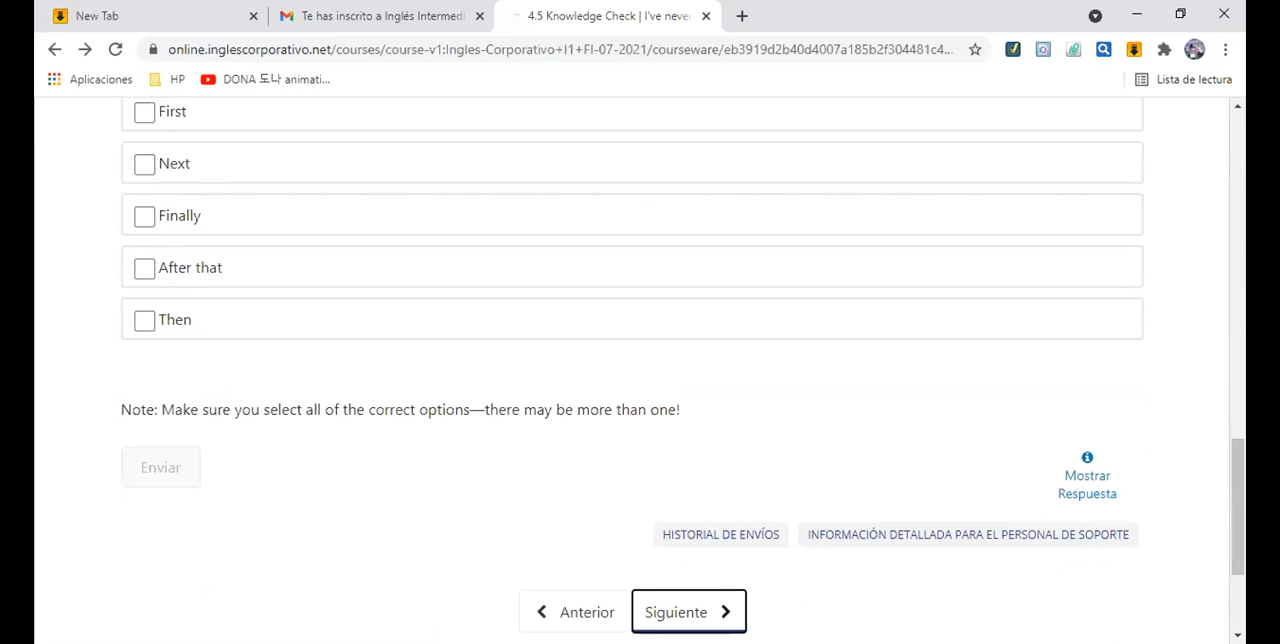 New Tab
Te has inscrito a Inglés Intermedi
4.5 Knowledge Check | I've never
online.inglescorporativo.net/courses/course-v1:Ingles-Corporativo+I1+FI-07-2021/courseware/eb3919d2b40d4007a185b2f304481c4...
Aplicaciones
HP
DONA 도나 animati...
Lista de lectura
First
Next
Finally
After that
Then
Note: Make sure you select all of the correct options—there may be more than one!
Enviar
Mostrar
Respuesta
HISTORIAL DE ENVÍOS
INFORMACIÓN DETALLADA PARA EL PERSONAL DE SOPORTE
Anterior
Siguiente